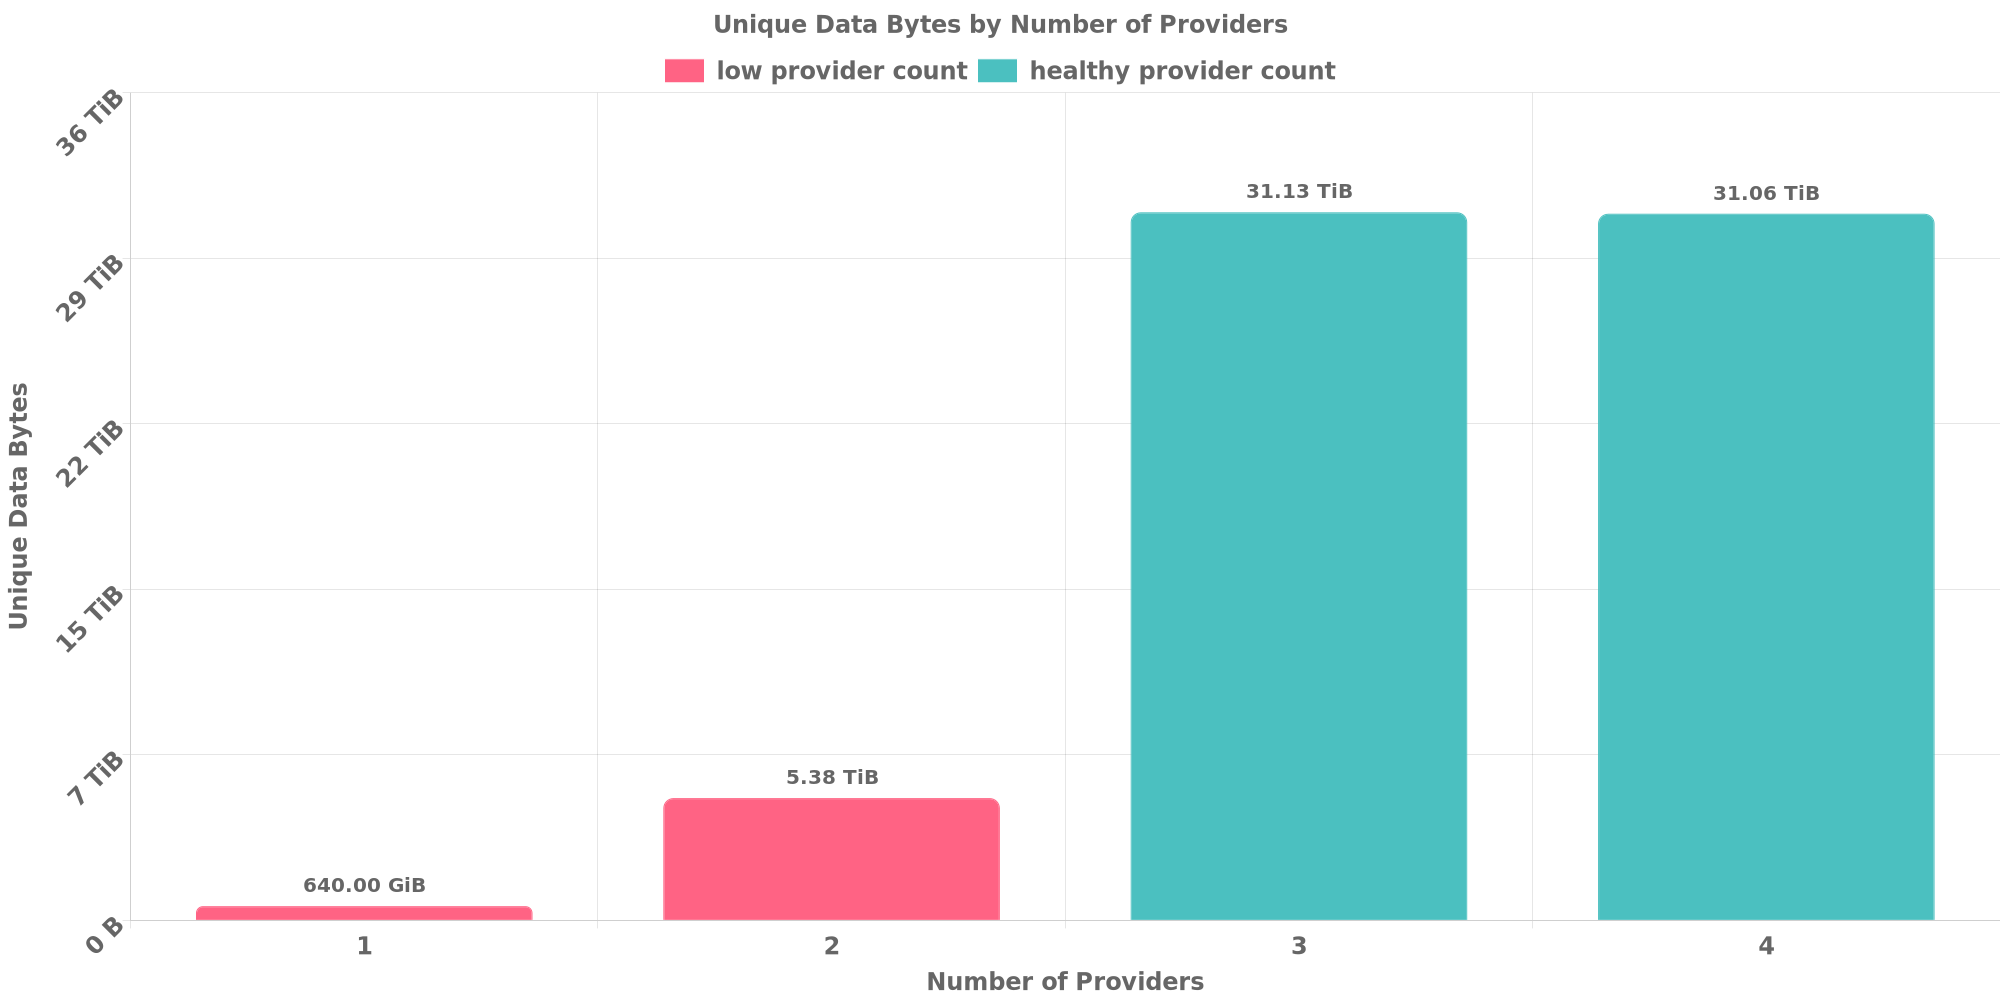 Unique Data Bytes by Number of Providers
low provider count healthy provider count
36 TiB
29 TiB
22 TiB
15 TiB
7 TiB
0 B
Unique Data Bytes
640.00 GiB
5.38 TiB
31.13 TiB
31.06 TiB
1 2 3 4
Number of Providers